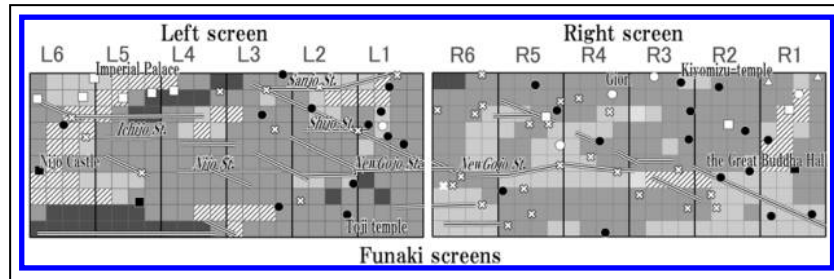 Left screen Right screen
L6 L5 L4 L3 L2 L1 R6 R5 R4 R3 R2 R1
Imperial Palace Sanjo St. Gion Kiyomizu=temple
Ichijo St. Shijo St.
Nijo Castle Nijo St. New Gojo St. New Gojo St. the Great Buddha Hal
Toji temple
Funaki screens